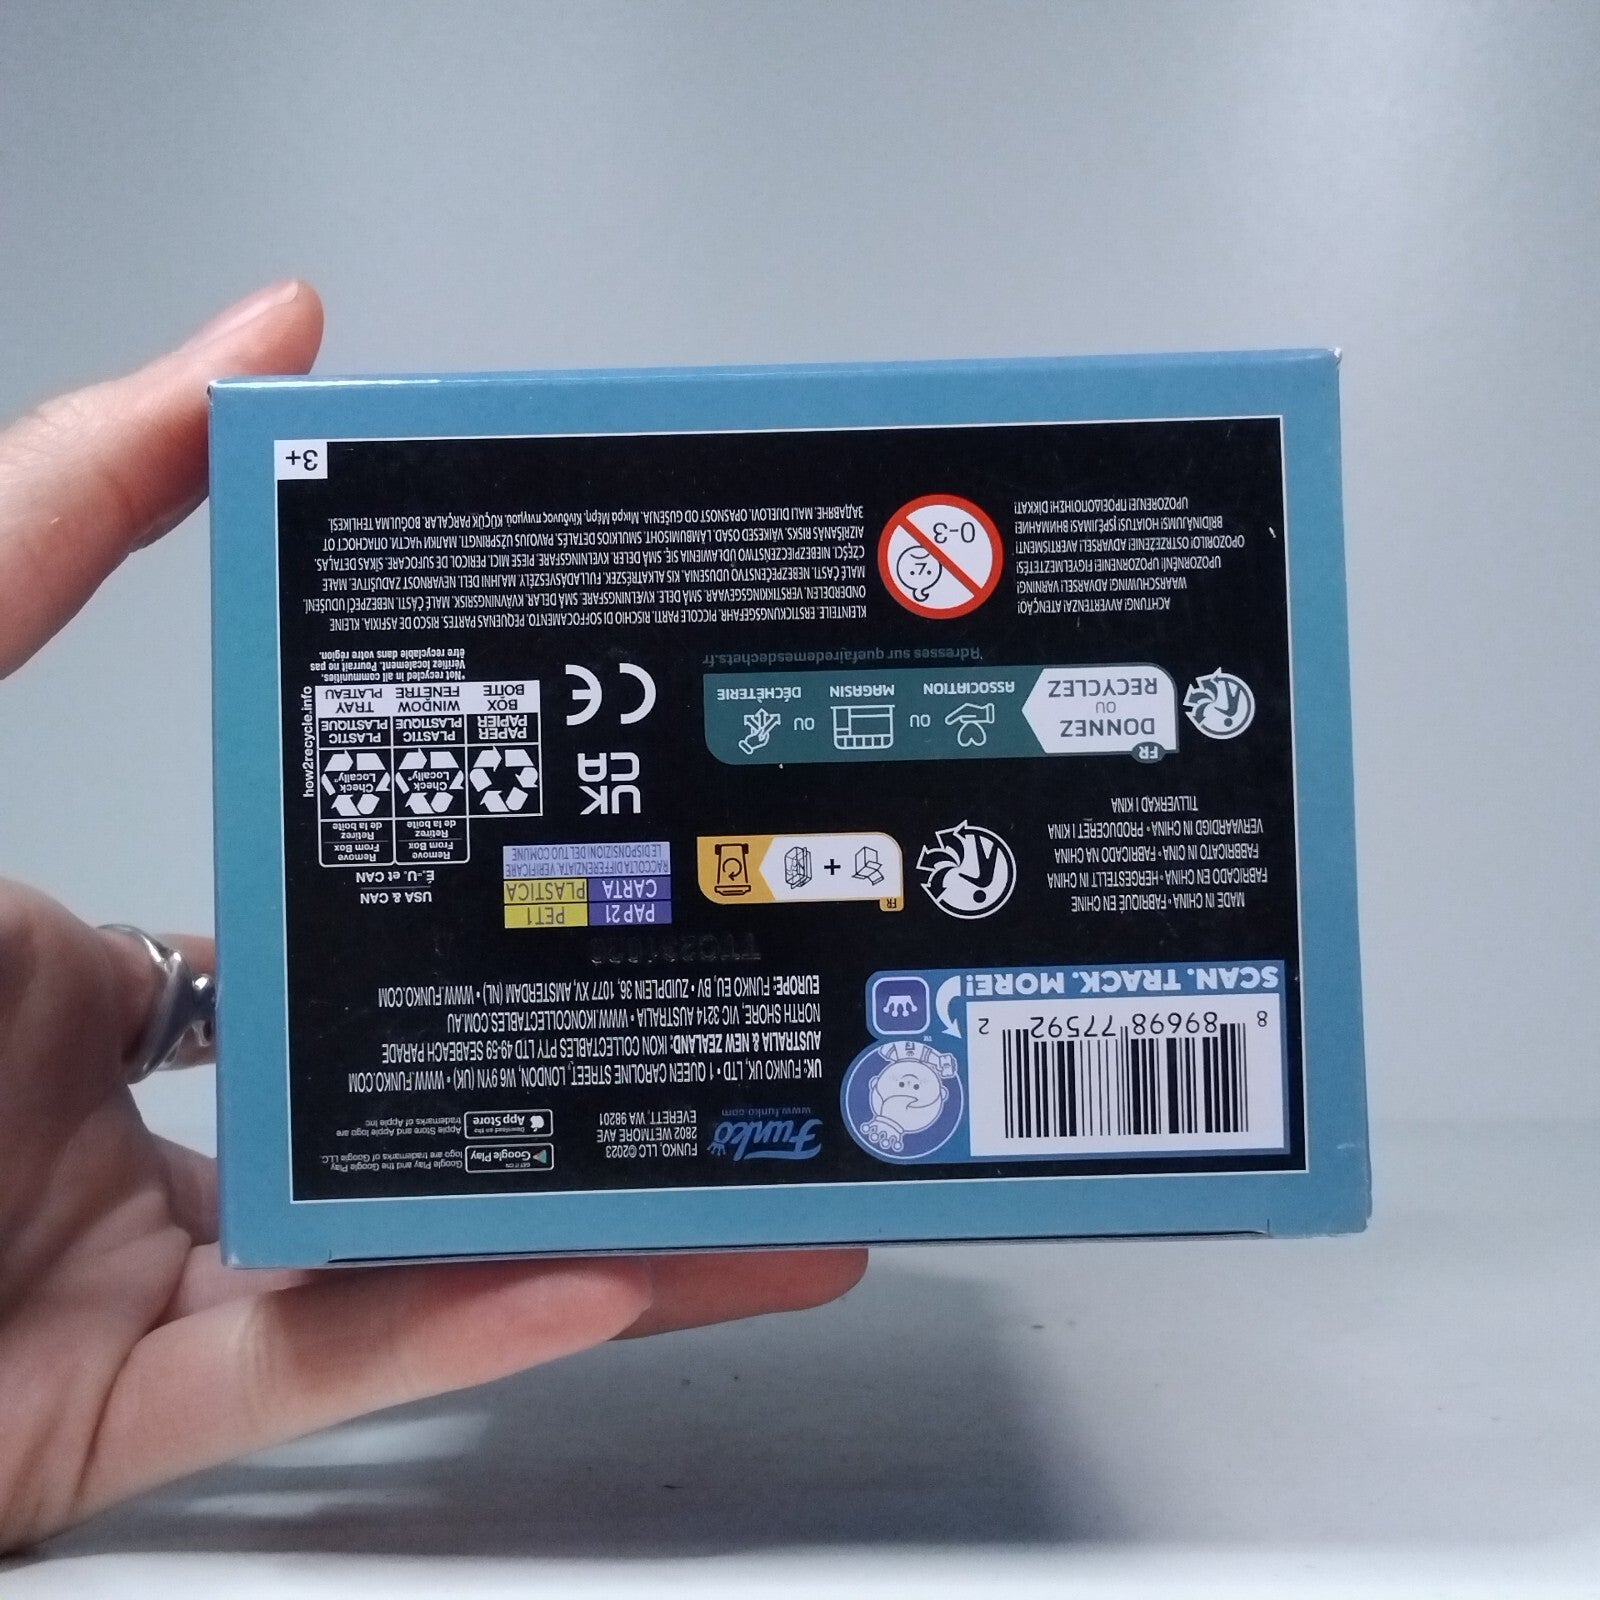 8 89698 77592 2
SCAN. TRACK. MORE!
TM
Funko
www.funko.com
FUNKO, LLC ©2023
2802 WETMORE AVE
EVERETT, WA 98201
GET IT ON
Google Play
Google Play and the Google Play
logo are trademarks of Google LLC.
Download on the
App Store
App Store and Apple logo are
trademarks of Apple Inc
UK: FUNKO UK, LTD • 1 QUEEN CAROLINE STREET, LONDON, W6 9YN (UK) • WWW.FUNKO.COM
AUSTRALIA & NEW ZEALAND: IKON COLLECTABLES PTY LTD 49-59 SEABEACH PARADE
NORTH SHORE, VIC 3214 AUSTRALIA • WWW.IKONCOLLECTABLES.COM.AU
EUROPE: FUNKO EU, BV • ZUIDPLEIN 36, 1077 XV, AMSTERDAM (NL) • WWW.FUNKO.COM
MADE IN CHINA • FABRIQUÉ EN CHINE
FABRICADO EN CHINA • HERGESTELLT IN CHINA
FABBRICATO IN CINA • FABRICADO NA CHINA
VERVAARDIGD IN CHINA • PRODUCERET I KINA
TILLVERKAD I KINA
FR
+
PAP 21
PET1
CARTA
PLASTICA
RACCOLTA DIFFERENZIATA. VERIFICARE
LE DISPOSIZIONI DEL TUO COMUNE
USA & CAN
É.-U. et CAN
Remove
From Box
Retirez
de la boîte
Remove
From Box
Retirez
de la boîte
Check
Locally*
Check
Locally*
PAPIER
BOX
BOÎTE
PLASTIC
PLASTIQUE
WINDOW
FENÊTRE
PLASTIC
PLASTIQUE
TRAY
PLATEAU
how2recycle.info
*Not recycled in all communities.
Vérifiez localement. Pourrait ne pas
être recyclable dans votre région.
UK
CA
CE
FR
DONNEZ
OU
RECYCLEZ
ASSOCIATION
OU
MAGASIN
OU
DÉCHÈTERIE
*Adresses sur quefairedemesdechets.fr
ACHTUNG! AVERTENZA! ATENÇÃO!
WAARSCHUWING! ADVARSEL! VARNING!
UPOZORNĚNÍ! UPOZORNENIE! FIGYELMEZTETÉS!
OPOZORILO! OSTRZEŻENIE! ADVARSEL! AVERTISMENT!
BRĪDINĀJUMS! HOIATUS! ĮSPĖJIMAS! ВНИМАНИЕ!
UPOZORENJE! ΠΡΟΕΙΔΟΠΟΙΗΣΗ! DİKKAT!
0-3
KLEINTEILE. ERSTICKUNGSGEFAHR. PICCOLE PARTI. RISCHIO DI SOFFOCAMENTO. PEQUENAS PARTES. RISCO DE ASFIXIA. KLEINE
ONDERDELEN. VERSTIKKINGSGEVAAR. SMÅ DELE. KVÆLNINGSFARE. SMÅ DELAR. KVÄVNINGSRISK. MALÉ ČÁSTI. NEBEZPEČÍ UDUŠENÍ.
MALÉ ČASTI. NEBEZPEČENSTVO UDUSENIA. KIS ALKATRÉSZEK. FULLADÁSVESZÉLY. MAJHNI DELI. NEVARNOST ZADUŠITVE. MAŁE
CZĘŚCI. NIEBEZPIECZEŃSTWO UDŁAWIENIA SIĘ. SMÅ DELER. KVELNINGSFARE. PIESE MICI. PERICOL DE SUFOCARE. SĪKAS DETAĻAS.
AIZRĪŠANĀS RISKS. VÄIKESED OSAD. LÄMBUMISOHT. SMULKIOS DETALĖS. PAVOJUS UŽSPRINGTI. МАЛКИ ЧАСТИ. ОПАСНОСТ ОТ
ЗАДАВЯНЕ. MALI DIJELOVI. OPASNOST OD GUŠENJA. Μικρά Μέρη. Κίνδυνος πνιγμού. KÜÇÜK PARÇALAR. BOĞULMA TEHLİKESİ.
3+